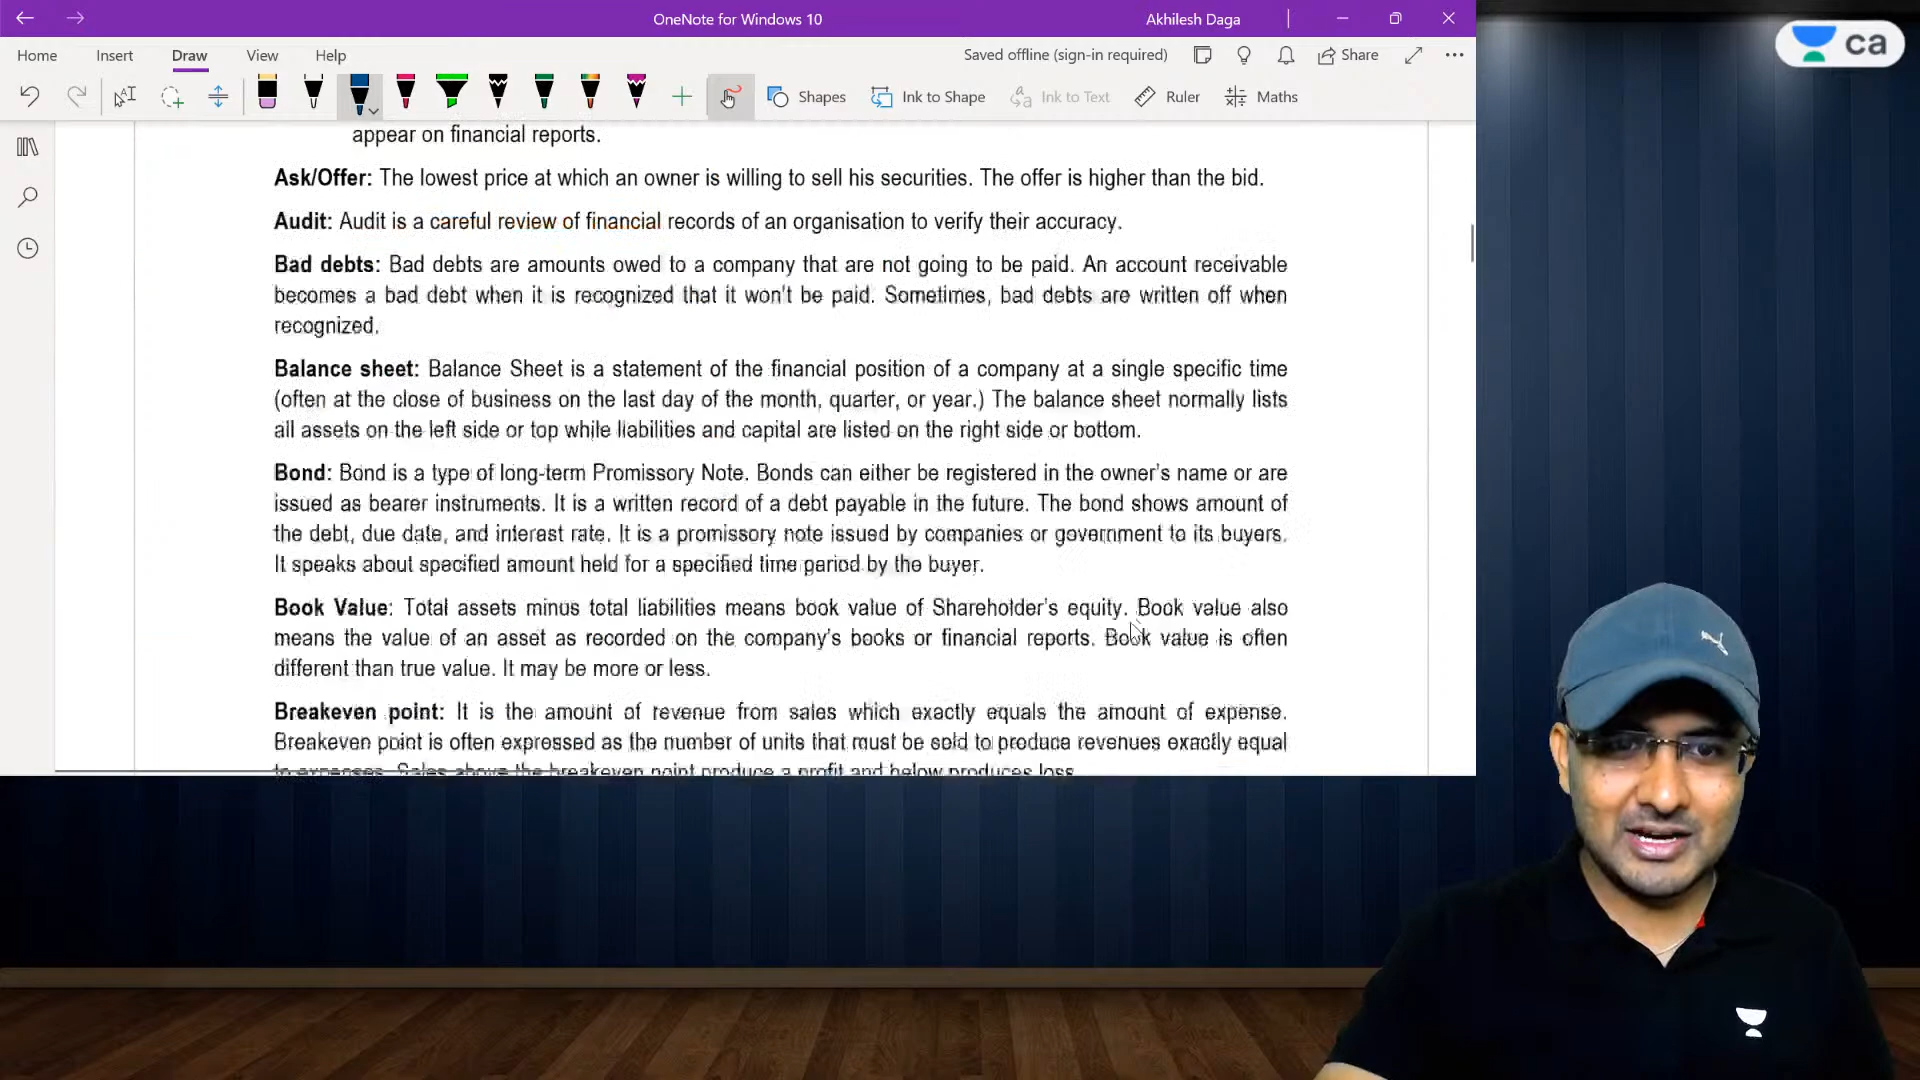 OneNote for Windows 10
Akhilesh Daga
ca
Home Insert Draw View Help
Saved offline (sign-in required)
Share
Shapes
Ink to Shape
Ink to Text
Ruler
Maths
appear on financial reports.
Ask/Offer: The lowest price at which an owner is willing to sell his securities. The offer is higher than the bid.
Audit: Audit is a careful review of financial records of an organisation to verify their accuracy.
Bad debts: Bad debts are amounts owed to a company that are not going to be paid. An account receivable
becomes a bad debt when it is recognized that it won't be paid. Sometimes, bad debts are written off when
recognized.
Balance sheet: Balance Sheet is a statement of the financial position of a company at a single specific time
(often at the close of business on the last day of the month, quarter, or year.) The balance sheet normally lists
all assets on the left side or top while liabilities and capital are listed on the right side or bottom.
Bond: Bond is a type of long-term Promissory Note. Bonds can either be registered in the owner's name or are
issued as bearer instruments. It is a written record of a debt payable in the future. The bond shows amount of
the debt, due date, and interest rate. It is a promissory note issued by companies or government to its buyers.
It speaks about specified amount held for a specified time period by the buyer.
Book Value: Total assets minus total liabilities means book value of Shareholder's equity. Book value also
means the value of an asset as recorded on the company's books or financial reports. Book value is often
different than true value. It may be more or less.
Breakeven point: It is the amount of revenue from sales which exactly equals the amount of expense.
Breakeven point is often expressed as the number of units that must be sold to produce revenues exactly equal
to expenses. Sales above the breakeven point produce a profit and below produces loss.